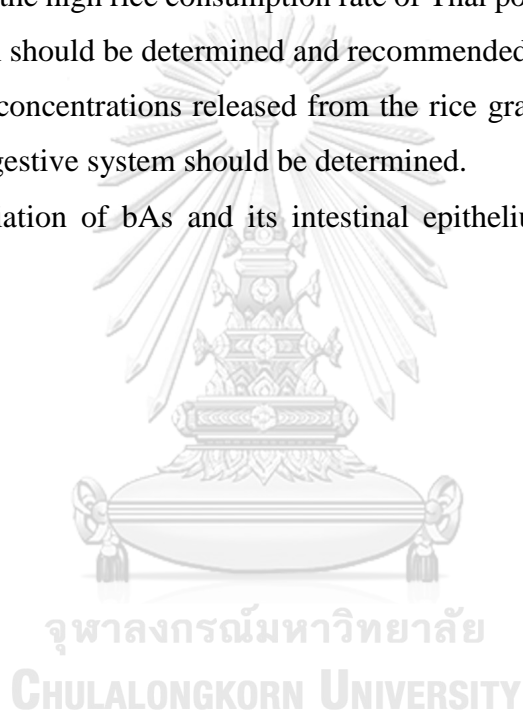 the high rice consumption rate of Thai po
should be determined and recommended
concentrations released from the rice gra
gestive system should be determined.
ation of bAs and its intestinal epitheliu
จุฬาลงกรณ์มหาวิทยาลัย
CHULALONGKORN UNIVERSITY